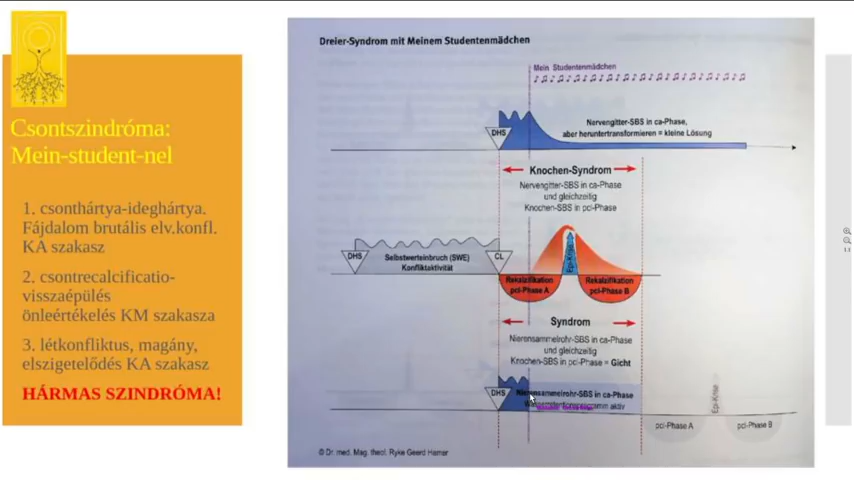 Csontszindróma:
Mein-student-nel
1. csonthártya-ideghártya.
Fájdalom brutális elv.konfl.
KA szakasz
2. csontrecalcificatio-
visszaépülés
önleértékelés KM szakasza
3. létkonfliktus, magány,
elszigetelődés KA szakasz
HÁRMAS SZINDRÓMA!
Dreier-Syndrom mit Meinem Studentenmädchen
Mein Studentenmädchen
DHS
Nervengitter-SBS in ca-Phase,
aber heruntertransformieren = kleine Lösung
Knochen-Syndrom
Nervengitter-SBS in ca-Phase
und gleichzeitig
Knochen-SBS in pcl-Phase
DHS
Selbstwerteinbruch (SWE)
Konfliktaktivität
CL
Epi-Krise
Rekalzifikation
pcl-Phase A
Rekalzifikation
pcl-Phase B
Syndrom
Nierensammelrohr-SBS in ca-Phase
und gleichzeitig
Knochen-SBS in pcl-Phase = Gicht
DHS
Nierensammelrohr-SBS in ca-Phase
aktiv
Epi-Krise
pcl-Phase A
pcl-Phase B
© Dr. med. Mag. theol. Ryke Geerd Hamer